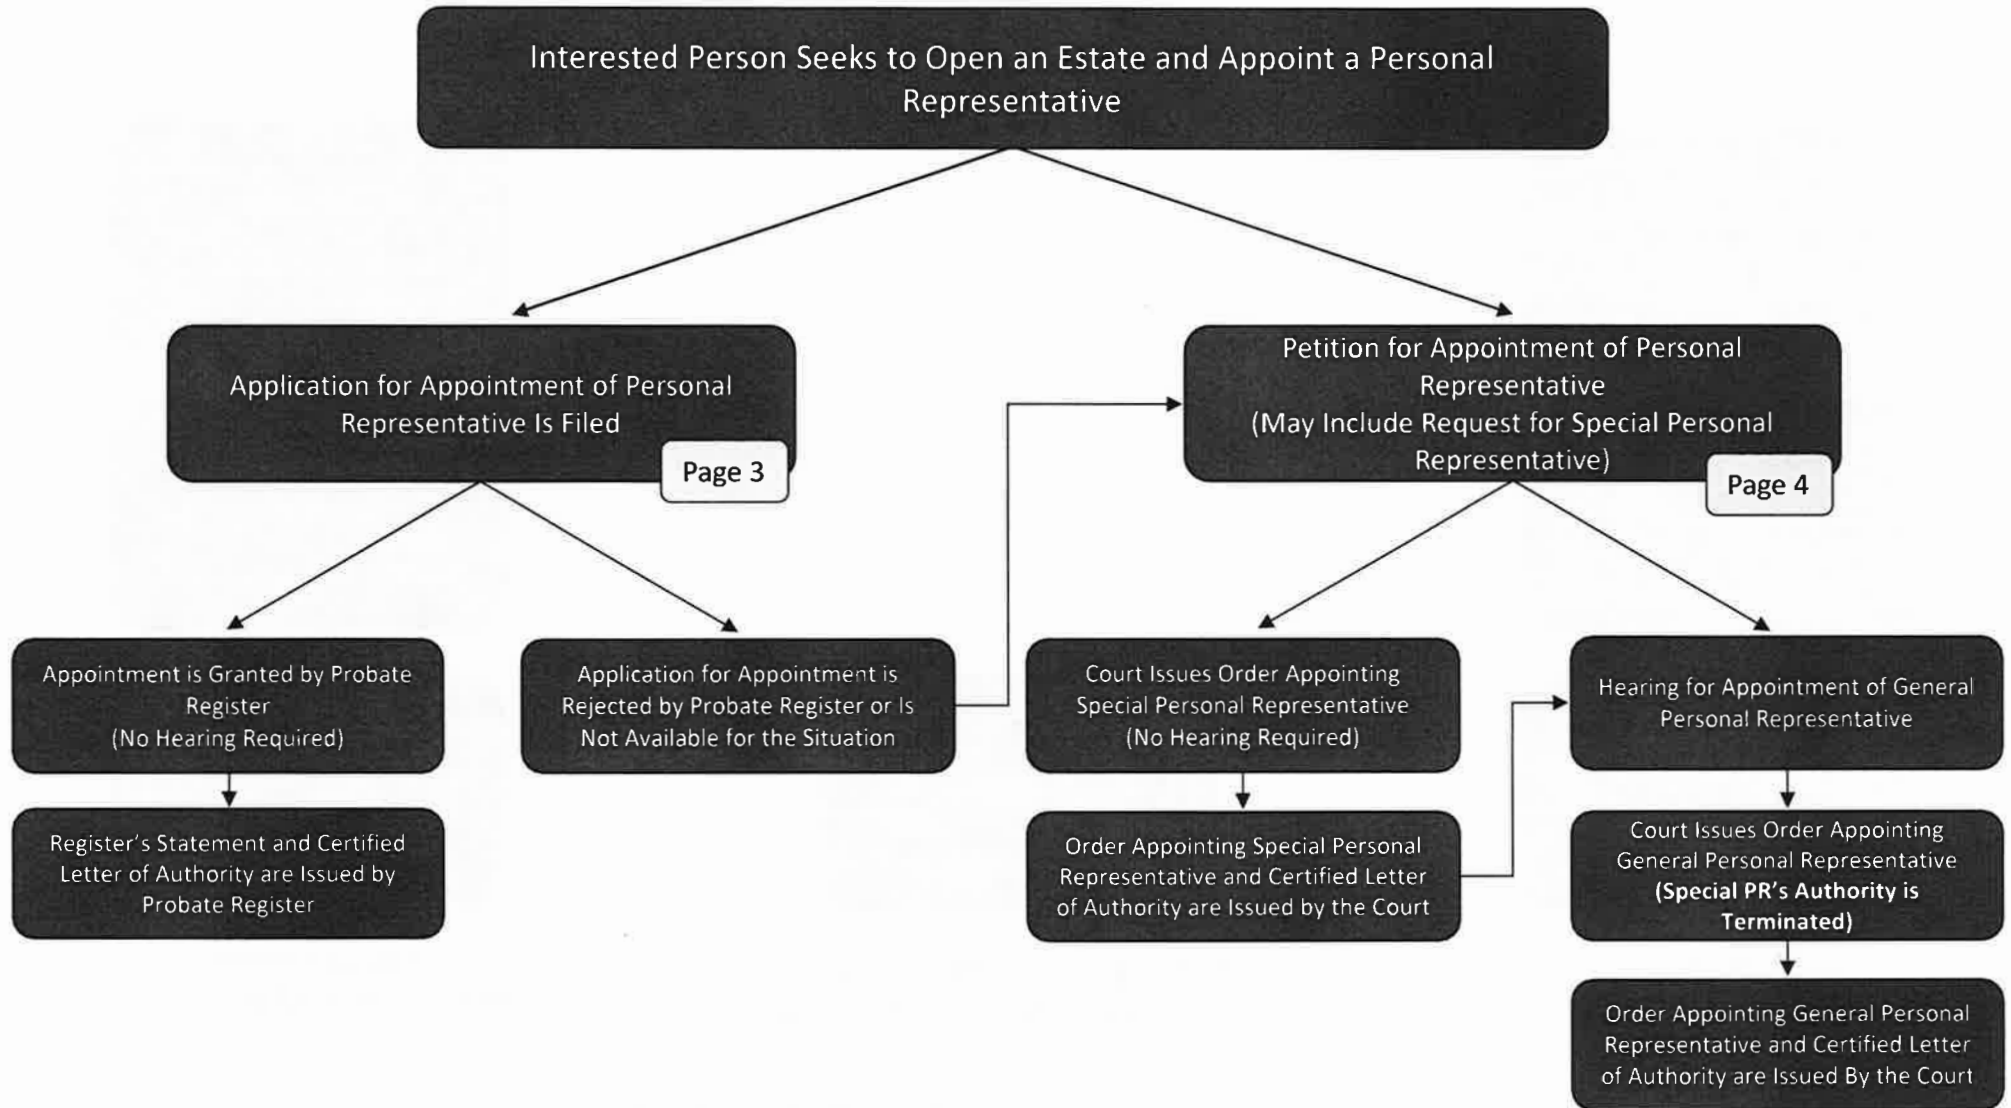 Interested Person Seeks to Open an Estate and Appoint a Personal
Representative
Application for Appointment of Personal
Representative Is Filed
Page 3
Petition for Appointment of Personal
Representative
(May Include Request for Special Personal
Representative)
Page 4
Appointment is Granted by Probate
Register
(No Hearing Required)
Application for Appointment is
Rejected by Probate Register or Is
Not Available for the Situation
Court Issues Order Appointing
Special Personal Representative
(No Hearing Required)
Hearing for Appointment of General
Personal Representative
Register's Statement and Certified
Letter of Authority are Issued by
Probate Register
Order Appointing Special Personal
Representative and Certified Letter
of Authority are Issued by the Court
Court Issues Order Appointing
General Personal Representative
(Special PR's Authority is
Terminated)
Order Appointing General Personal
Representative and Certified Letter
of Authority are Issued By the Court